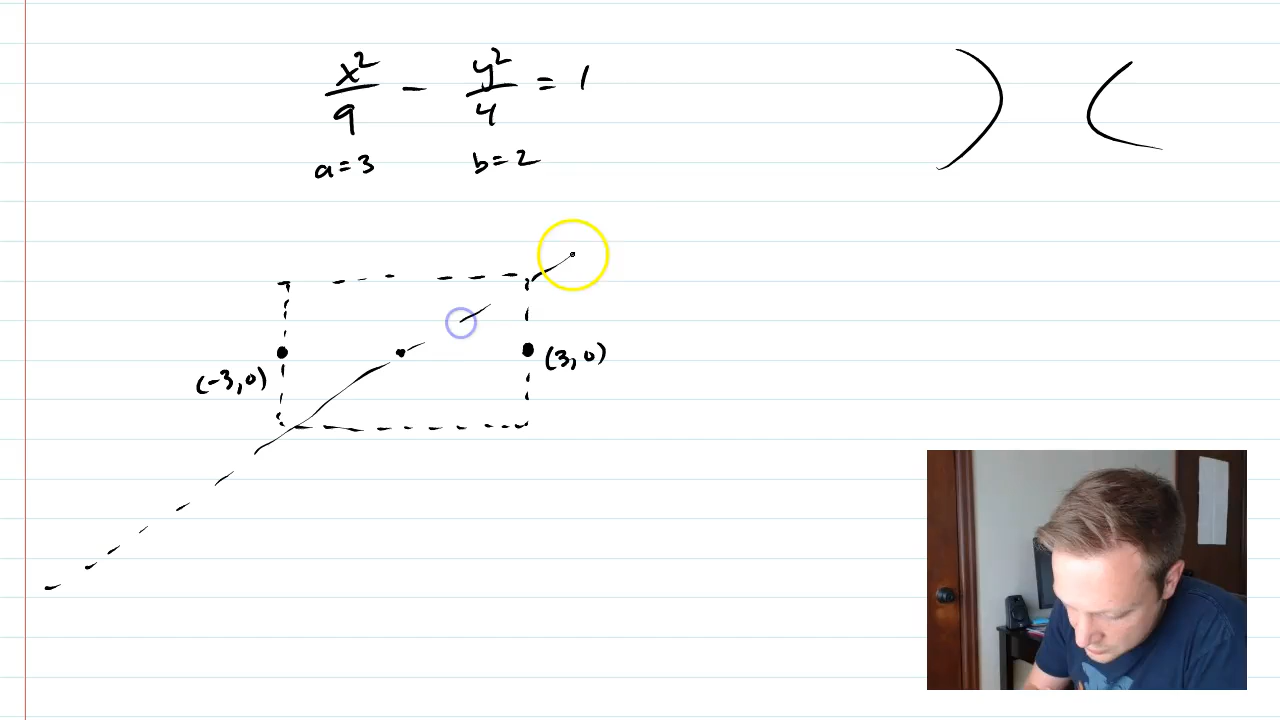 x²/9 - y²/4 = 1
a=3 b=2
(-3,0) (3,0)